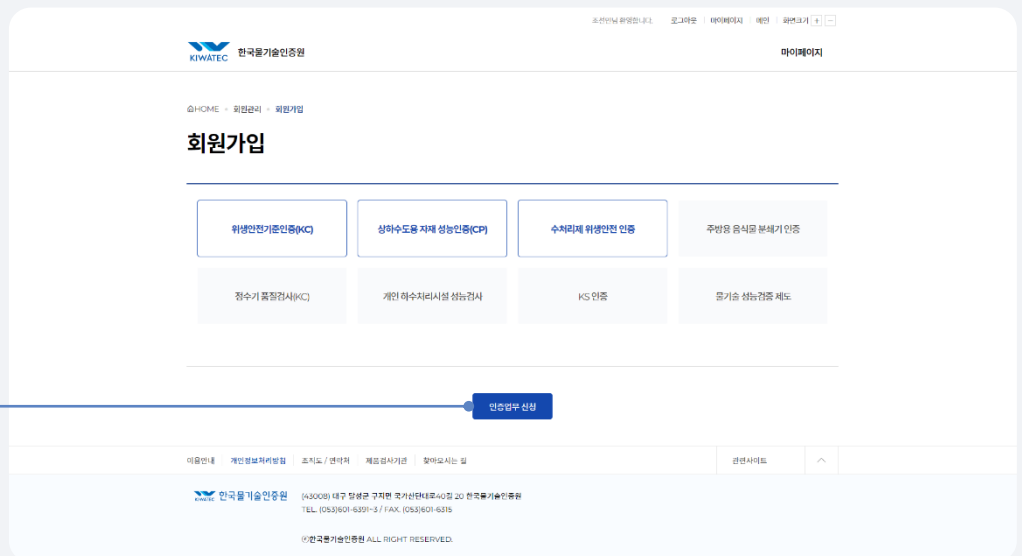 조선만님 환영합니다. 로그아웃 마이페이지 메인 화면크기 + −
KIWATEC 한국물기술인증원 마이페이지
HOME 회원관리 회원가입
회원가입
위생안전기준인증(KC) 상하수도용 자재 성능인증(CP) 수처리제 위생안전 인증 주방용 음식물 분쇄기 인증
정수기 품질검사(KC) 개인 하수처리시설 성능검사 KS 인증 물기술 성능검증 제도
인증업무 신청
이용안내 개인정보처리방침 조직도 / 연락처 제품검사기관 찾아오시는 길 관련사이트
KIWATEC 한국물기술인증원 (43008) 대구 달성군 구지면 국가산단대로40길 20 한국물기술인증원
TEL. (053)601-6391~3 / FAX. (053)601-6315
ⓒ한국물기술인증원 ALL RIGHT RESERVED.